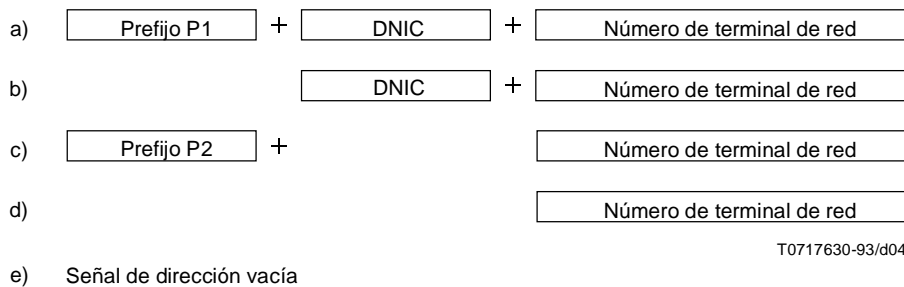 a) Prefijo P1 + DNIC + Número de terminal de red
b) DNIC + Número de terminal de red
c) Prefijo P2 + Número de terminal de red
d) Número de terminal de red
T0717630-93/d04
e) Señal de dirección vacía